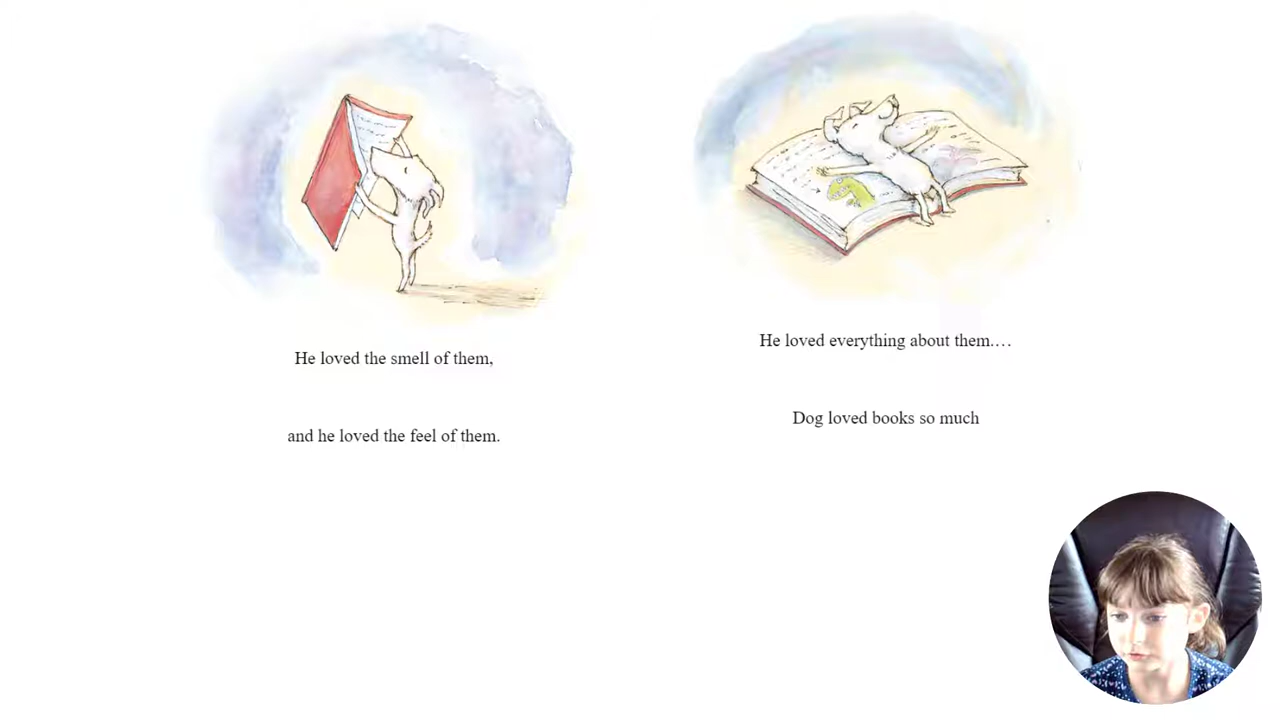 He loved the smell of them,
and he loved the feel of them.
He loved everything about them.…
Dog loved books so much